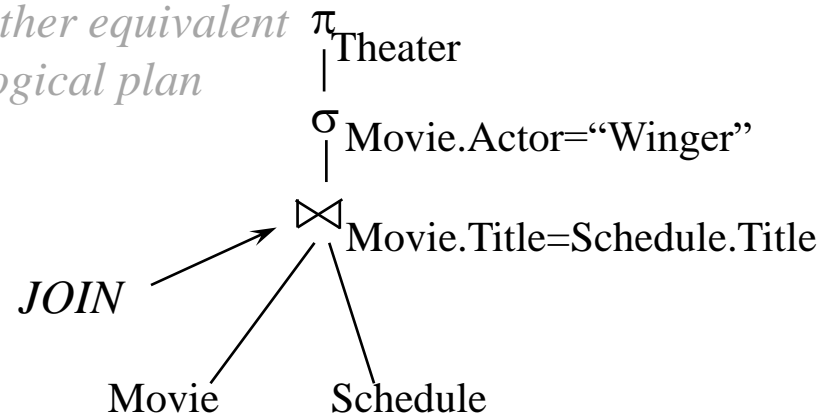 ther equivalent
ogical plan
π Theater
σ Movie.Actor=“Winger”
⋈ Movie.Title=Schedule.Title
JOIN
Movie Schedule